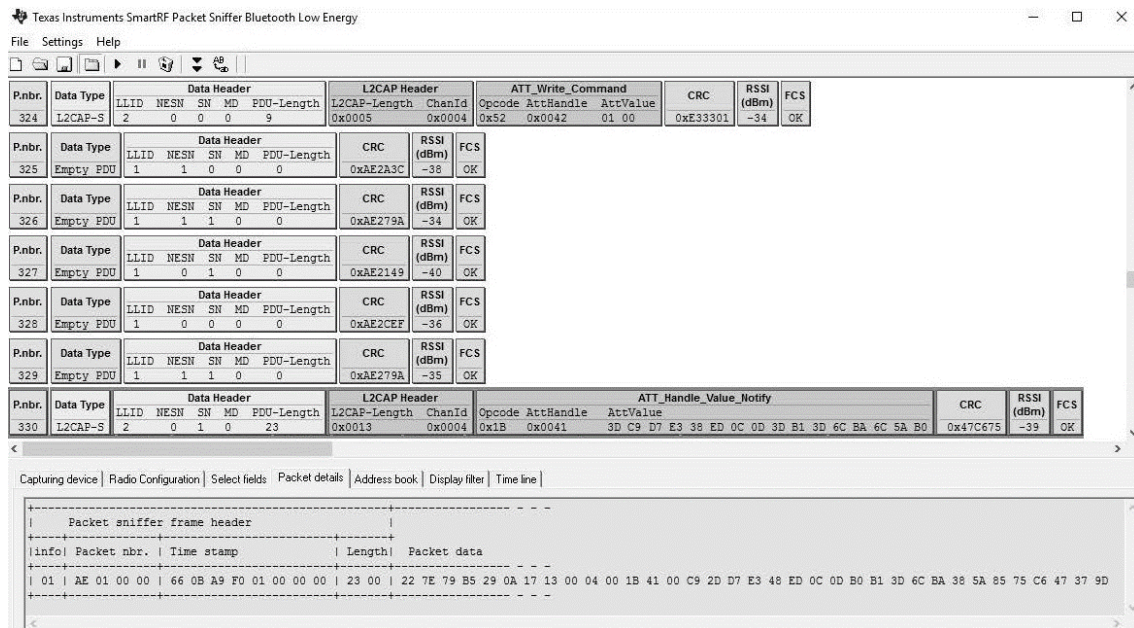 Texas Instruments SmartRF Packet Sniffer Bluetooth Low Energy
File Settings Help
P.nbr. Data Type Data Header L2CAP Header ATT_Write_Command CRC RSSI (dBm) FCS
LLID NESN SN MD PDU-Length L2CAP-Length ChanId Opcode AttHandle AttValue
324 L2CAP-S 2 0 0 0 9 0x0005 0x0004 0x52 0x0042 01 00 0xE33301 -34 OK
P.nbr. Data Type Data Header CRC RSSI (dBm) FCS
LLID NESN SN MD PDU-Length
325 Empty PDU 1 1 0 0 0 0xAE2A3C -38 OK
P.nbr. Data Type Data Header CRC RSSI (dBm) FCS
LLID NESN SN MD PDU-Length
326 Empty PDU 1 1 1 0 0 0xAE279A -34 OK
P.nbr. Data Type Data Header CRC RSSI (dBm) FCS
LLID NESN SN MD PDU-Length
327 Empty PDU 1 0 1 0 0 0xAE2149 -40 OK
P.nbr. Data Type Data Header CRC RSSI (dBm) FCS
LLID NESN SN MD PDU-Length
328 Empty PDU 1 0 0 0 0 0xAE2CEF -36 OK
P.nbr. Data Type Data Header CRC RSSI (dBm) FCS
LLID NESN SN MD PDU-Length
329 Empty PDU 1 1 1 0 0 0xAE279A -35 OK
P.nbr. Data Type Data Header L2CAP Header ATT_Handle_Value_Notify CRC RSSI (dBm) FCS
LLID NESN SN MD PDU-Length L2CAP-Length ChanId Opcode AttHandle AttValue
330 L2CAP-S 2 0 1 0 23 0x0013 0x0004 0x1B 0x0041 3D C9 D7 E3 38 ED 0C 0D 3D B1 3D 6C BA 6C 5A B0 0x47C675 -39 OK
Capturing device Radio Configuration Select fields Packet details Address book Display filter Time line
Packet sniffer frame header
info Packet nbr. Time stamp Length Packet data
01 AE 01 00 00 66 0B A9 F0 01 00 00 00 23 00 22 7E 79 B5 29 0A 17 13 00 04 00 1B 41 00 C9 2D D7 E3 48 ED 0C 0D B0 B1 3D 6C BA 38 5A 85 75 C6 47 37 9D